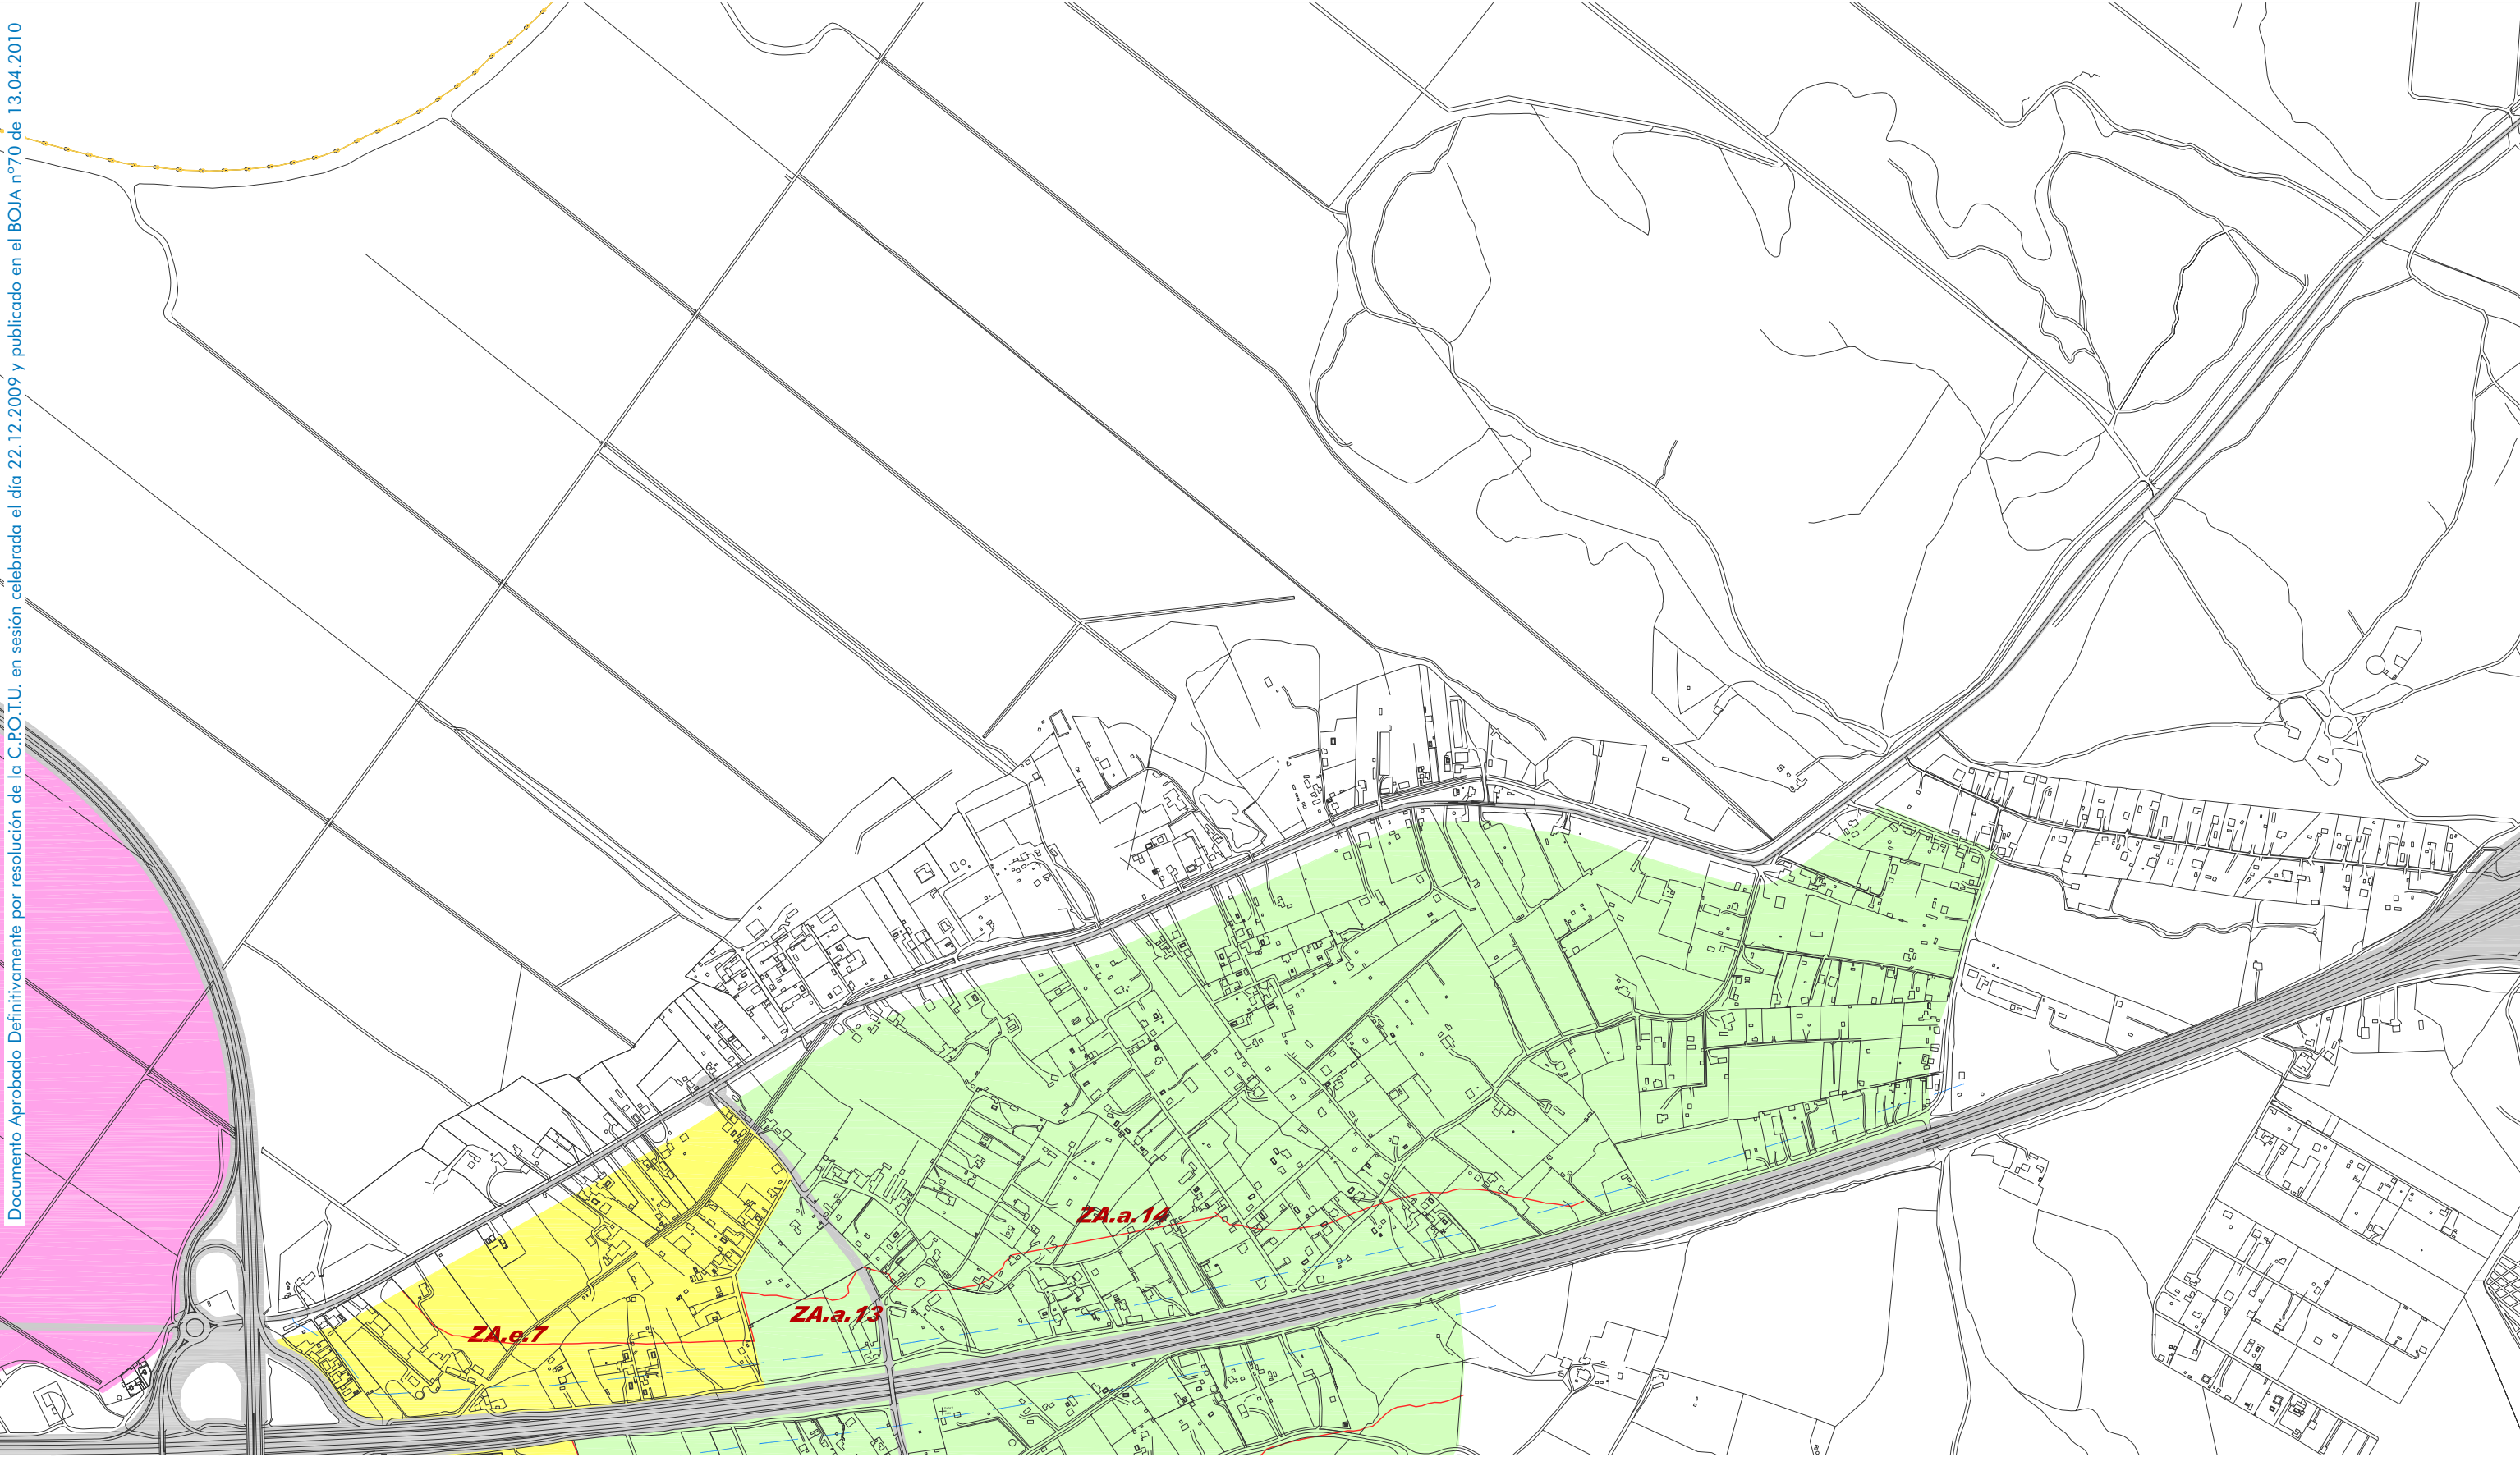 Documento Aprobado Definitivamente por resolución de la C.P.O.T.U. en sesión celebrada el día 22.12.2009 y publicado en el BOJA nº70 de 13.04.2010
ZA.a.14
ZA.a.13
ZA.e.7